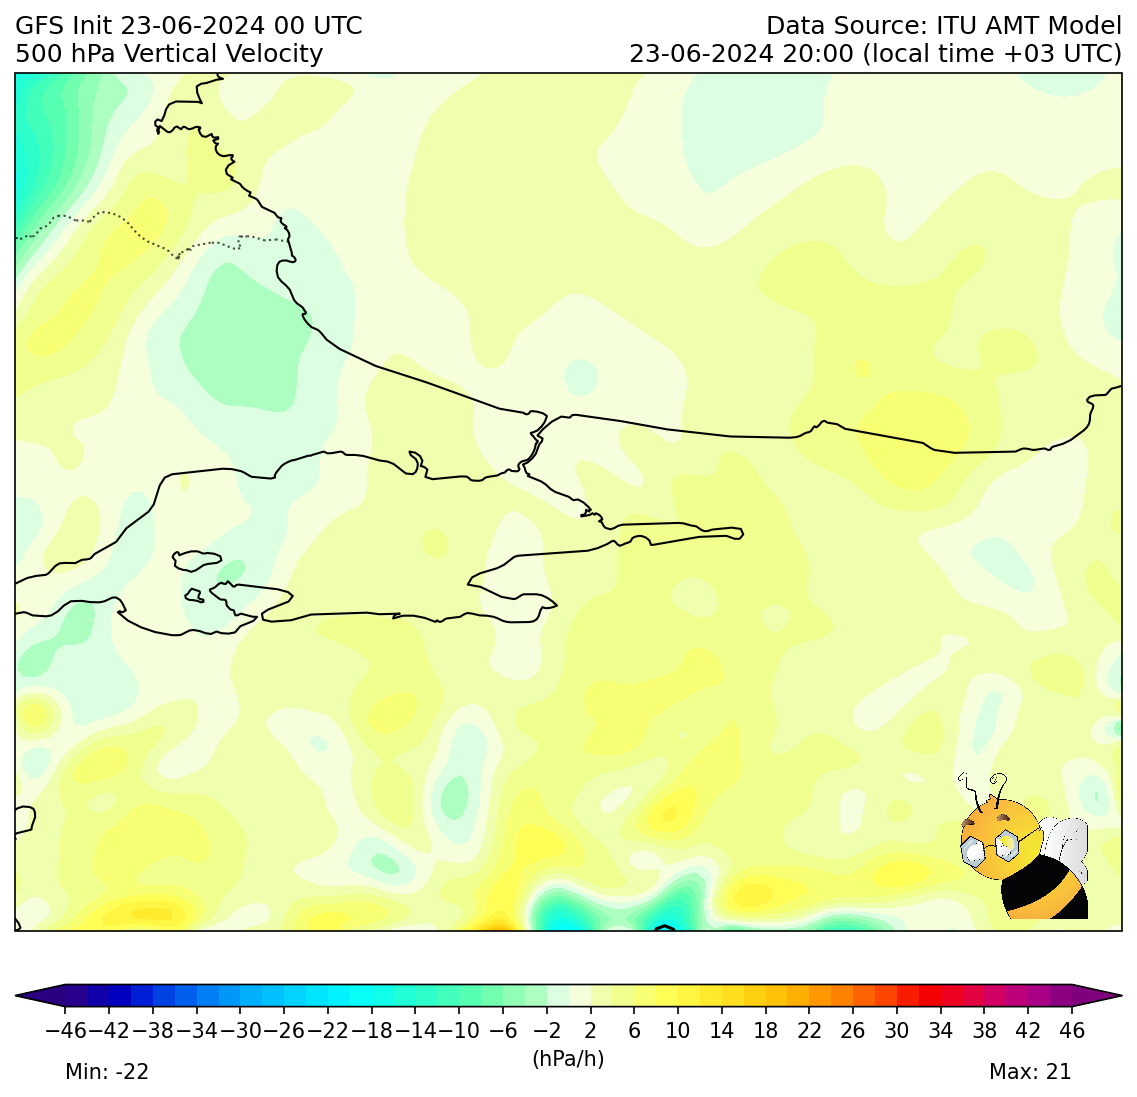 GFS Init 23-06-2024 00 UTC
Data Source: ITU AMT Model
500 hPa Vertical Velocity
23-06-2024 20:00 (local time +03 UTC)
−46 −42 −38 −34 −30 −26 −22 −18 −14 −10 −6 −2 2 6 10 14 18 22 26 30 34 38 42 46
(hPa/h)
Min: -22
Max: 21